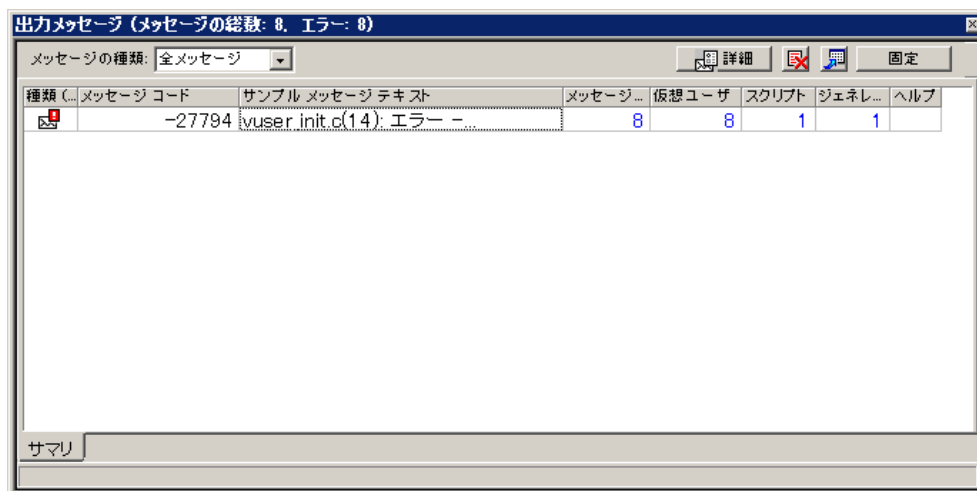 出力メッセージ (メッセージの総数: 8, エラー: 8)
メッセージの種類: 全メッセージ 詳細 固定
種類 (... メッセージ コード サンプル メッセージ テキスト メッセージ... 仮想ユーザ スクリプト ジェネレ... ヘルプ
-27794 vuser_init.c(14): エラー -... 8 8 1 1
サマリ